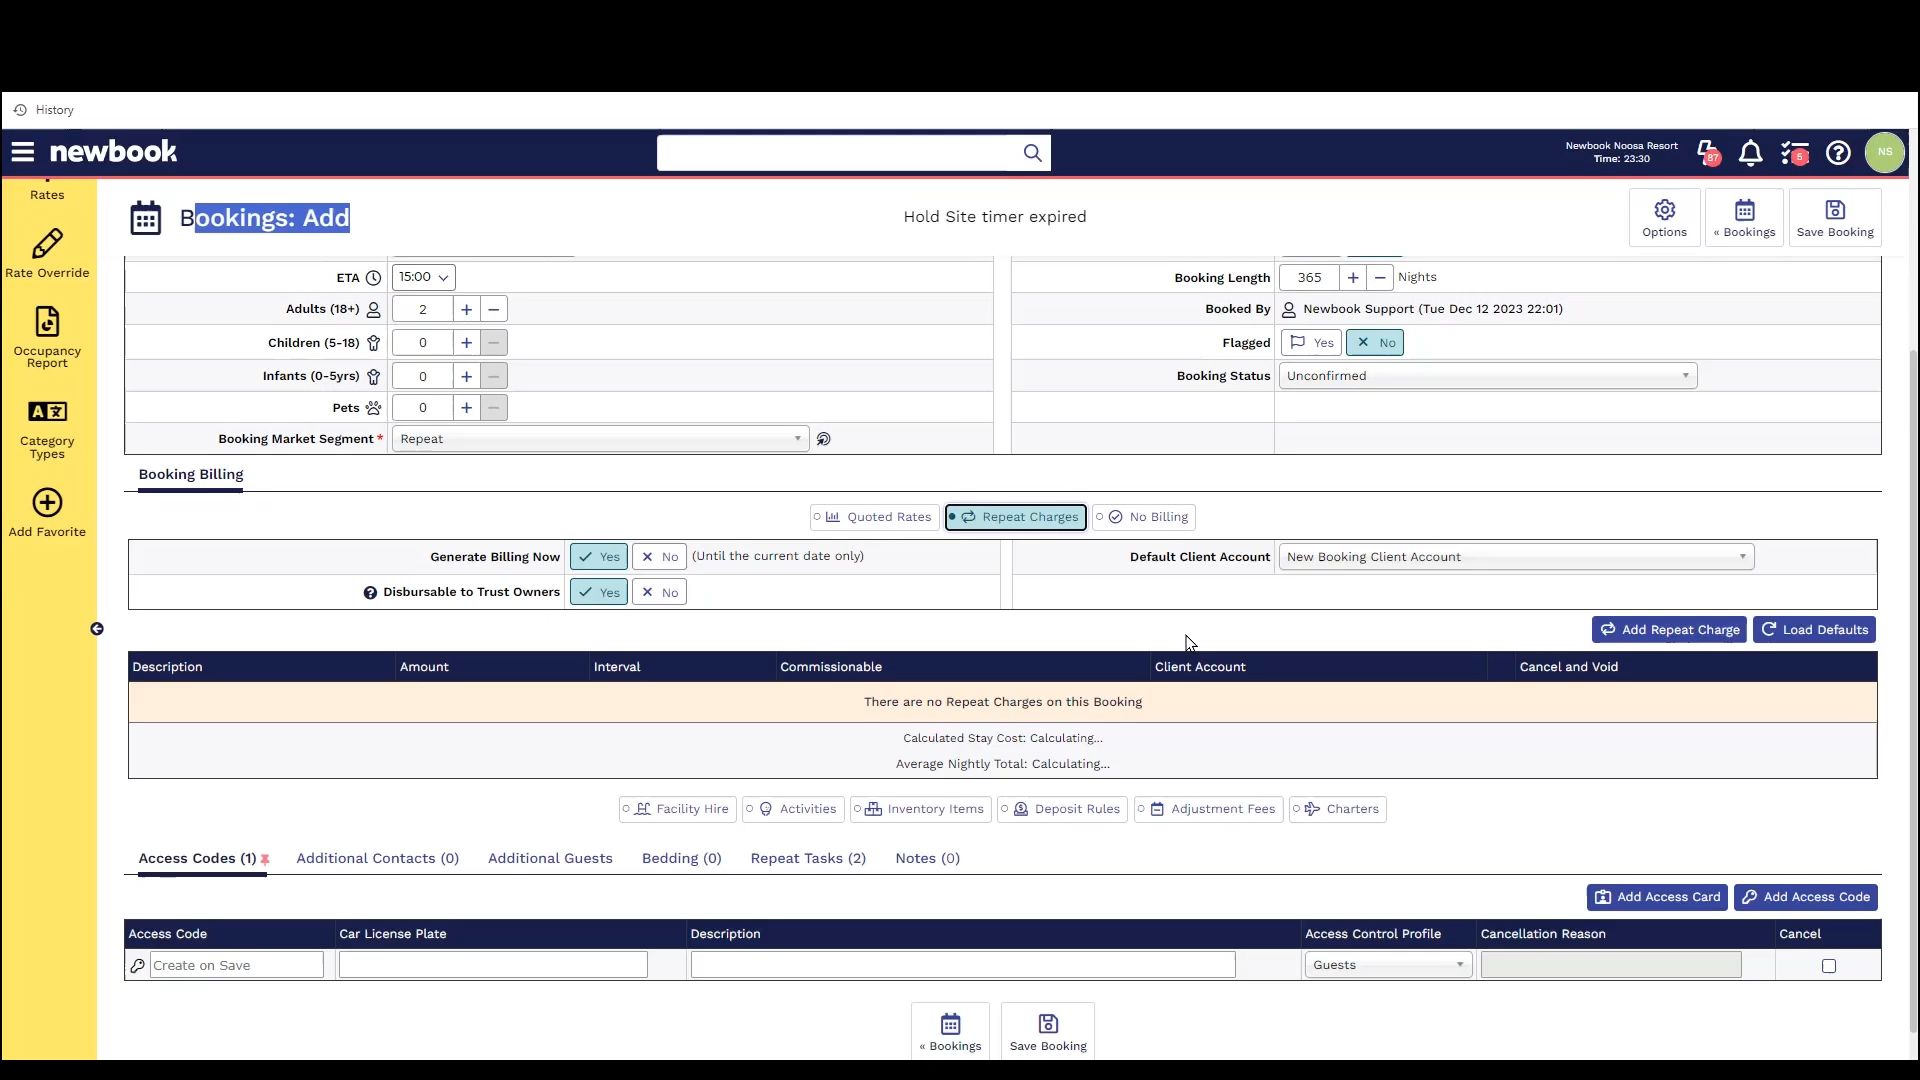 History
newbook
Newbook Noosa Resort
Time: 23:30
87
5
NS
Rates
Rate Override
Occupancy
Report
Category
Types
Add Favorite
Bookings: Add
Hold Site timer expired
Options
« Bookings
Save Booking
ETA
15:00
Booking Length
365
+
−
Nights
Adults (18+)
2
+
−
Booked By
Newbook Support (Tue Dec 12 2023 22:01)
Children (5-18)
0
+
−
Flagged
Yes
No
Infants (0-5yrs)
0
+
−
Booking Status
Unconfirmed
Pets
0
+
−
Booking Market Segment *
Repeat
Booking Billing
Quoted Rates
Repeat Charges
No Billing
Generate Billing Now
Yes
No
(Until the current date only)
Default Client Account
New Booking Client Account
Disbursable to Trust Owners
Yes
No
Add Repeat Charge
Load Defaults
Description
Amount
Interval
Commissionable
Client Account
Cancel and Void
There are no Repeat Charges on this Booking
Calculated Stay Cost: Calculating...
Average Nightly Total: Calculating...
Facility Hire
Activities
Inventory Items
Deposit Rules
Adjustment Fees
Charters
Access Codes (1)
Additional Contacts (0)
Additional Guests
Bedding (0)
Repeat Tasks (2)
Notes (0)
Add Access Card
Add Access Code
Access Code
Car License Plate
Description
Access Control Profile
Cancellation Reason
Cancel
Create on Save
Guests
« Bookings
Save Booking